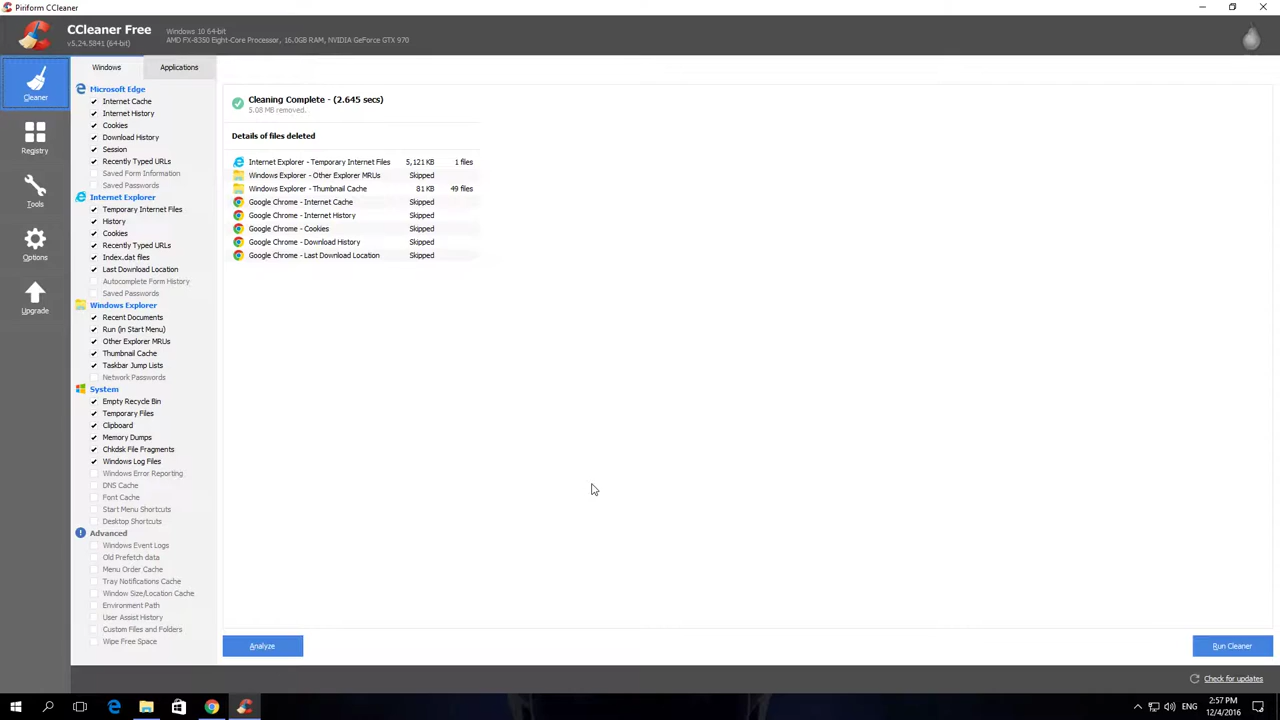 Piriform CCleaner
CCleaner Free
v5.24.5841 (64-bit)
Windows 10 64-bit
AMD FX-8350 Eight-Core Processor, 16.0GB RAM, NVIDIA GeForce GTX 970
Cleaner
Registry
Tools
Options
Upgrade
Windows
Applications
Microsoft Edge
Internet Cache
Internet History
Cookies
Download History
Session
Recently Typed URLs
Saved Form Information
Saved Passwords
Internet Explorer
Temporary Internet Files
History
Cookies
Recently Typed URLs
Index.dat files
Last Download Location
Autocomplete Form History
Saved Passwords
Windows Explorer
Recent Documents
Run (in Start Menu)
Other Explorer MRUs
Thumbnail Cache
Taskbar Jump Lists
Network Passwords
System
Empty Recycle Bin
Temporary Files
Clipboard
Memory Dumps
Chkdsk File Fragments
Windows Log Files
Windows Error Reporting
DNS Cache
Font Cache
Start Menu Shortcuts
Desktop Shortcuts
Advanced
Windows Event Logs
Old Prefetch data
Menu Order Cache
Tray Notifications Cache
Window Size/Location Cache
Environment Path
User Assist History
Custom Files and Folders
Wipe Free Space
Cleaning Complete - (2.645 secs)
5.08 MB removed.
Details of files deleted
Internet Explorer - Temporary Internet Files 5,121 KB 1 files
Windows Explorer - Other Explorer MRUs Skipped
Windows Explorer - Thumbnail Cache 81 KB 49 files
Google Chrome - Internet Cache Skipped
Google Chrome - Internet History Skipped
Google Chrome - Cookies Skipped
Google Chrome - Download History Skipped
Google Chrome - Last Download Location Skipped
Analyze
Run Cleaner
Check for updates
ENG
2:57 PM
12/4/2016